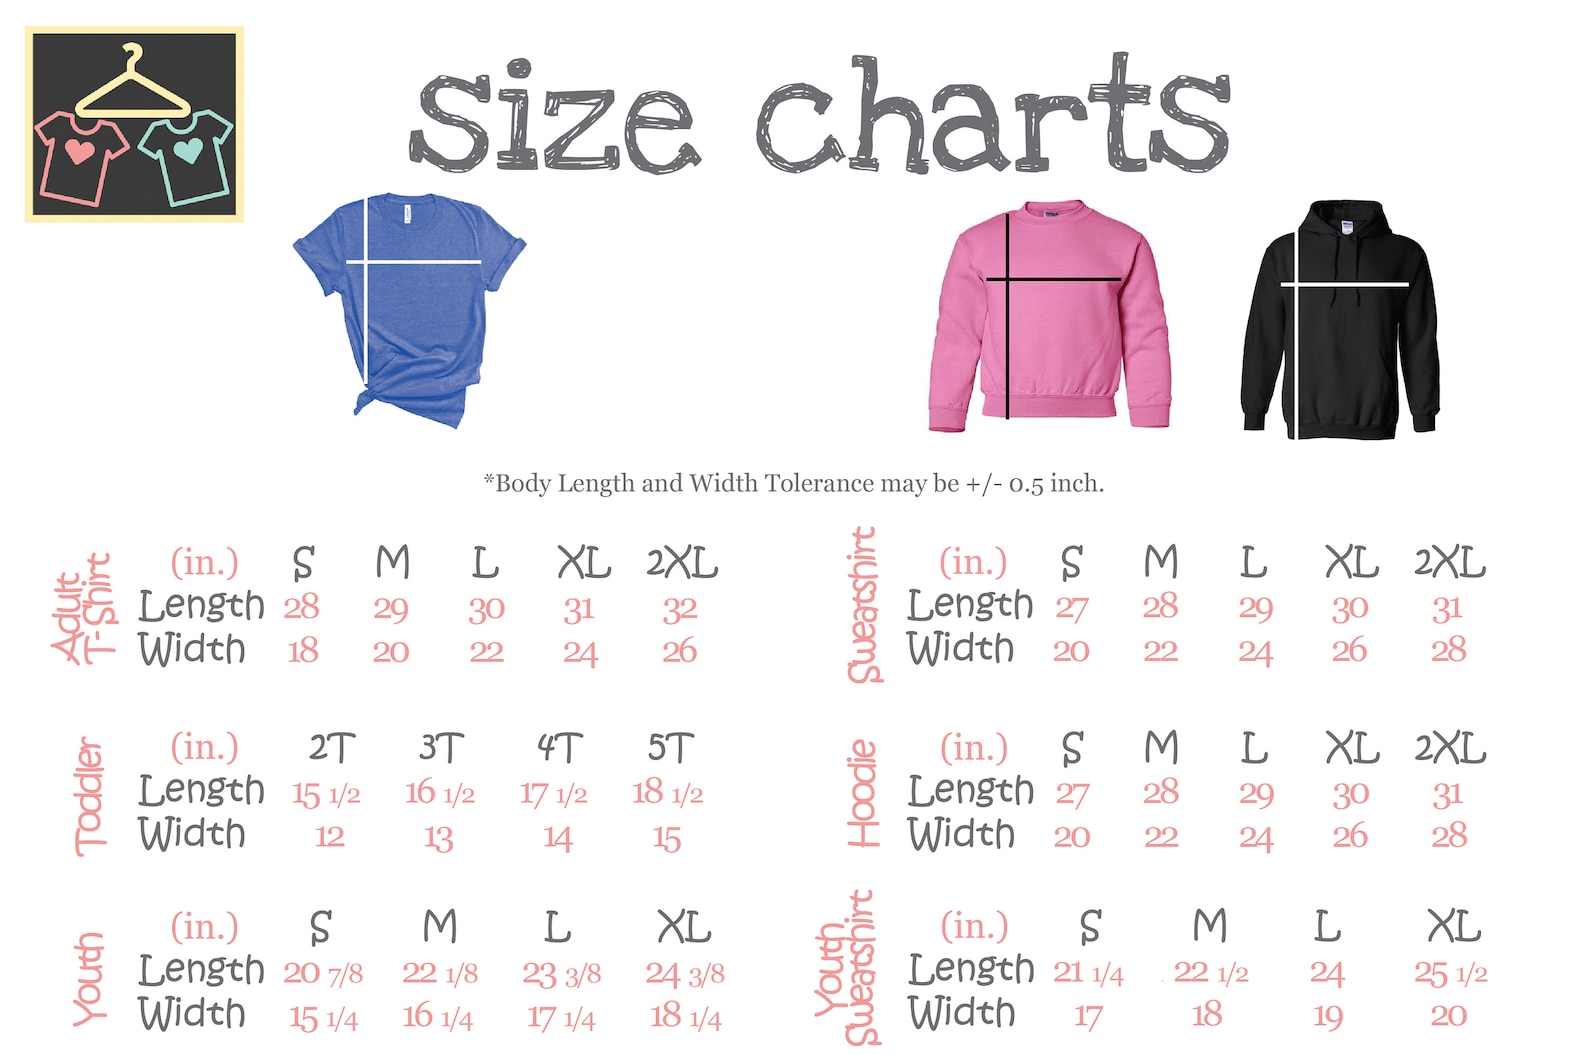 size charts
*Body Length and Width Tolerance may be +/- 0.5 inch.
Adult
T-Shirt
(in.) S M L XL 2XL
Length 28 29 30 31 32
Width 18 20 22 24 26
Sweatshirt
(in.) S M L XL 2XL
Length 27 28 29 30 31
Width 20 22 24 26 28
Toddler
(in.) 2T 3T 4T 5T
Length 15 1/2 16 1/2 17 1/2 18 1/2
Width 12 13 14 15
Hoodie
(in.) S M L XL 2XL
Length 27 28 29 30 31
Width 20 22 24 26 28
Youth
(in.) S M L XL
Length 20 7/8 22 1/8 23 3/8 24 3/8
Width 15 1/4 16 1/4 17 1/4 18 1/4
Youth
Sweatshirt
(in.) S M L XL
Length 21 1/4 22 1/2 24 25 1/2
Width 17 18 19 20